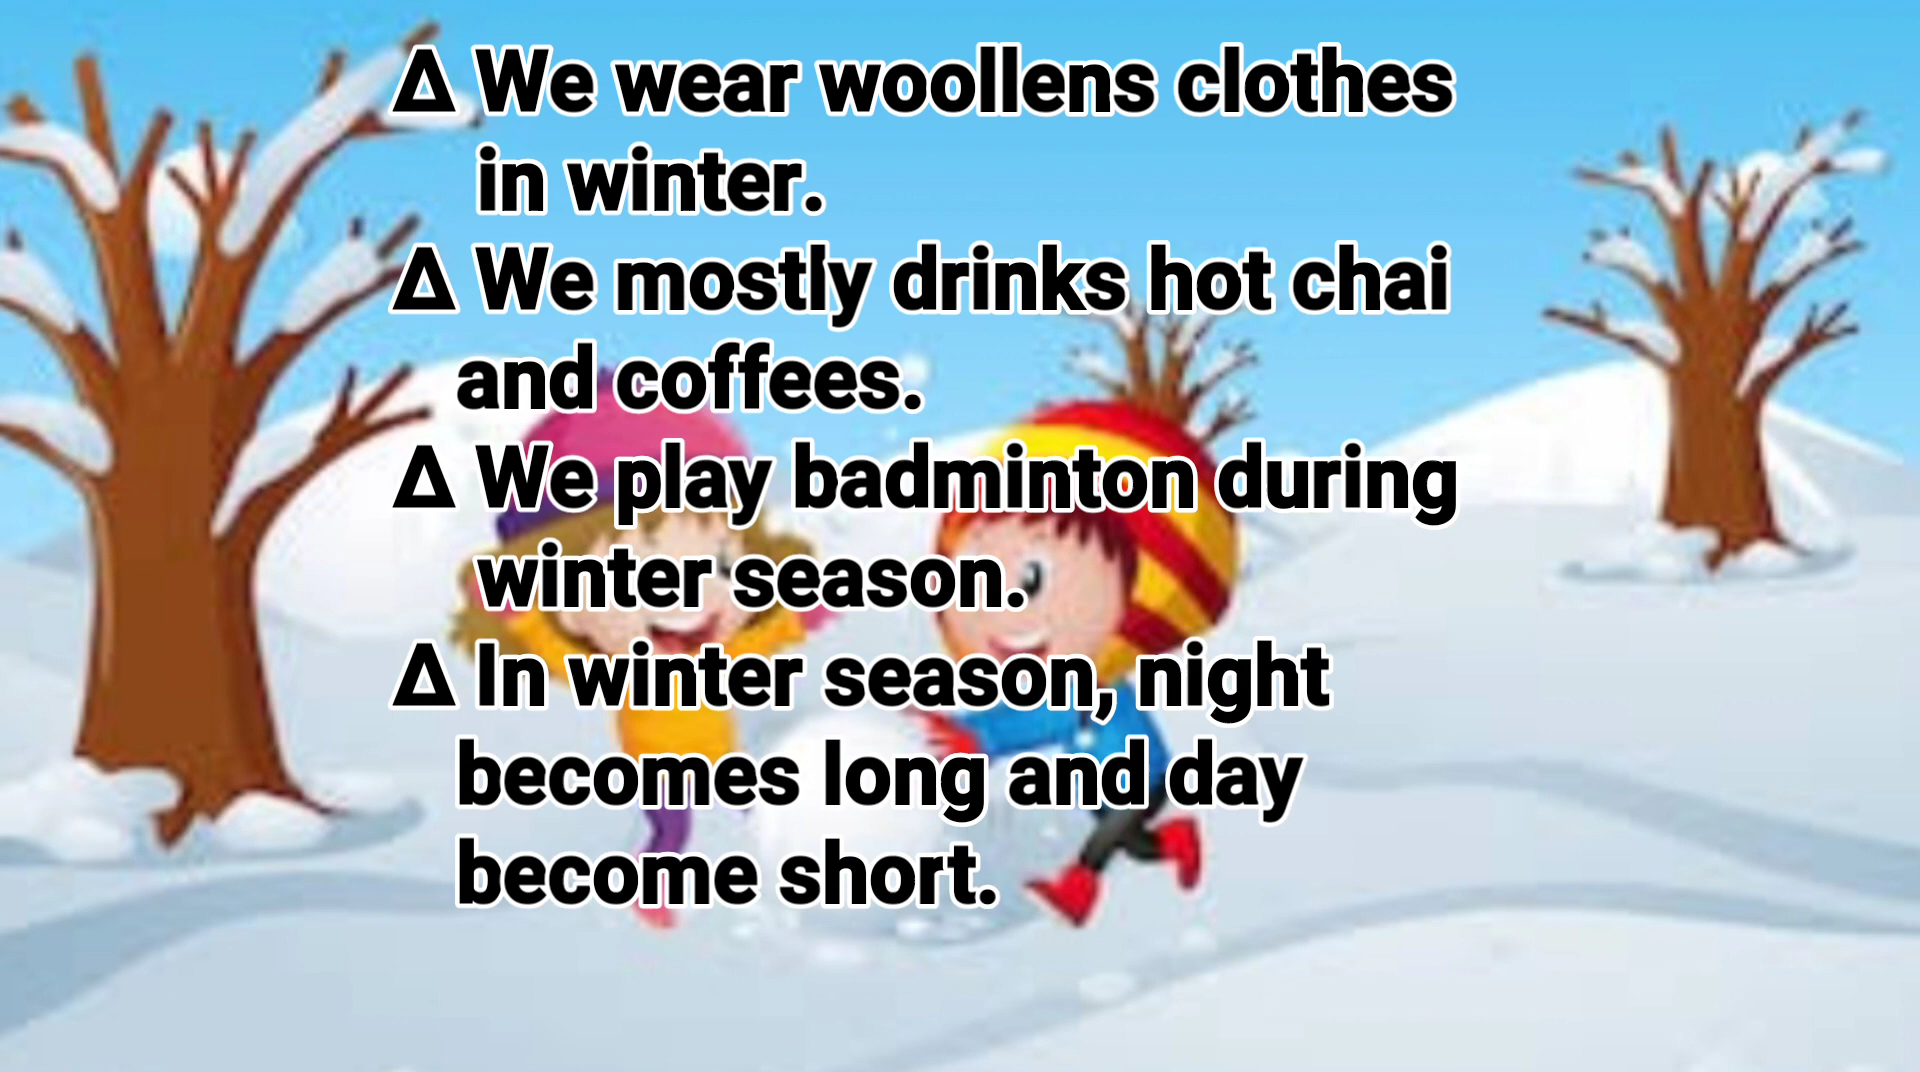 ∆ We wear woollens clothes
in winter.
∆ We mostly drinks hot chai
and coffees.
∆ We play badminton during
winter season.
∆ In winter season, night
becomes long and day
become short.